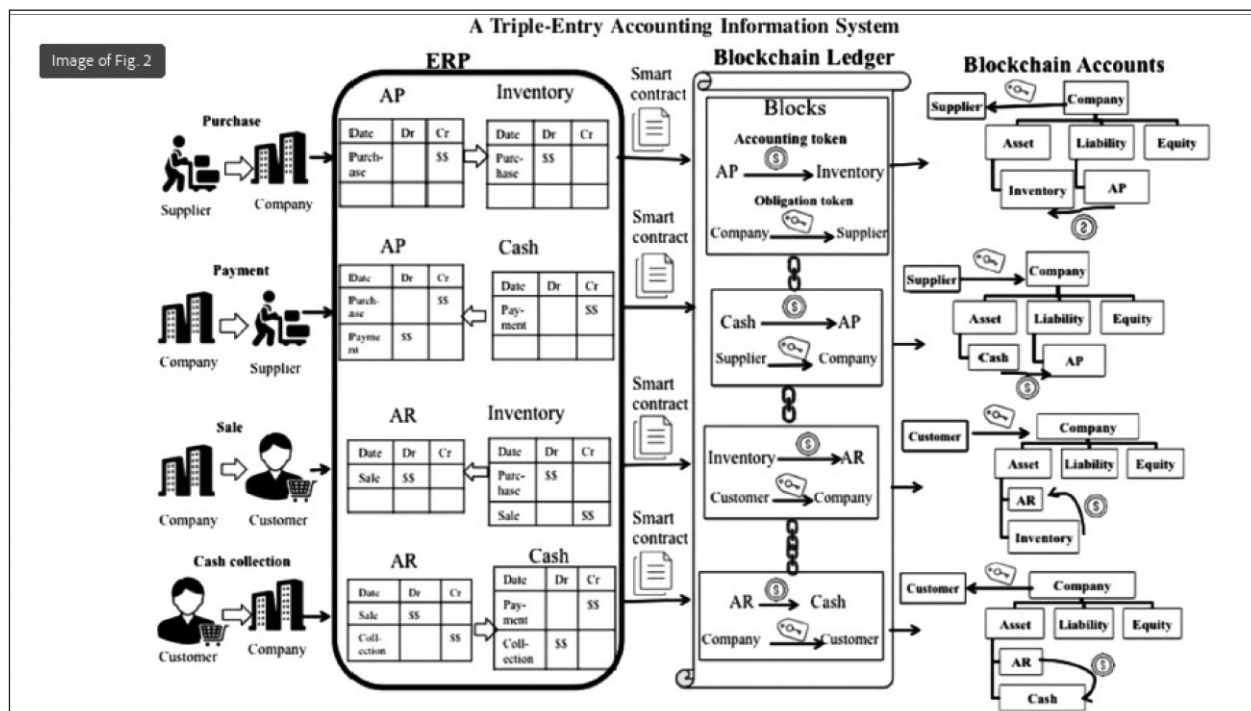 A Triple-Entry Accounting Information System
Image of Fig. 2
ERP
Blockchain Ledger
Blockchain Accounts
Purchase
Supplier
Company
AP
Date Dr Cr
Purch-
ase $$
Inventory
Date Dr Cr
Purc-
hase $$
Smart
contract
Blocks
Accounting token
AP Inventory
Obligation token
Company Supplier
Supplier
Company
Asset Liability Equity
Inventory AP
Payment
Company
Supplier
AP
Date Dr Cr
Purch-
ase $$
Payme
nt $$
Cash
Date Dr Cr
Pay-
ment $$
Smart
contract
Cash AP
Supplier Company
Supplier
Company
Asset Liability Equity
Cash AP
Sale
Company
Customer
AR
Date Dr Cr
Sale $$
Inventory
Date Dr Cr
Purc-
hase $$
Sale $$
Smart
contract
Inventory AR
Customer Company
Customer
Company
Asset Liability Equity
AR
Inventory
Cash collection
Customer
Company
AR
Date Dr Cr
Sale $$
Coll-
ection $$
Cash
Date Dr Cr
Pay-
ment $$
Coll-
ection $$
Smart
contract
AR Cash
Company Customer
Customer
Company
Asset Liability Equity
AR
Cash